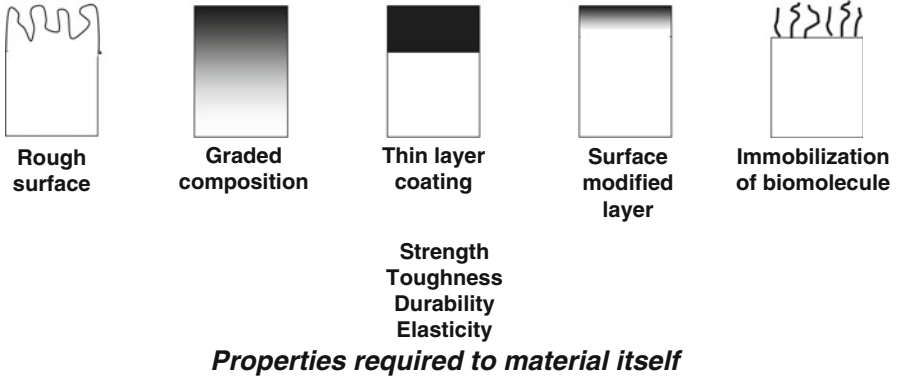 Rough
surface
Graded
composition
Thin layer
coating
Surface
modified
layer
Immobilization
of biomolecule
Strength
Toughness
Durability
Elasticity
Properties required to material itself